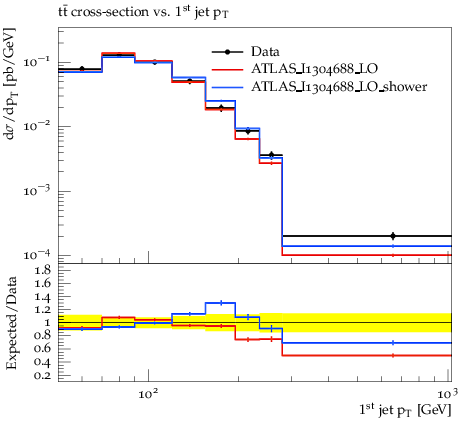 tt̄ cross-section vs. 1st jet pT
dσ/dpT [pb/GeV]
10⁻¹
10⁻²
10⁻³
10⁻⁴
Data
ATLAS_I1304688_LO
ATLAS_I1304688_LO_shower
Expected/Data
1.8
1.6
1.4
1.2
1
0.8
0.6
0.4
0.2
10²
10³
1st jet pT [GeV]